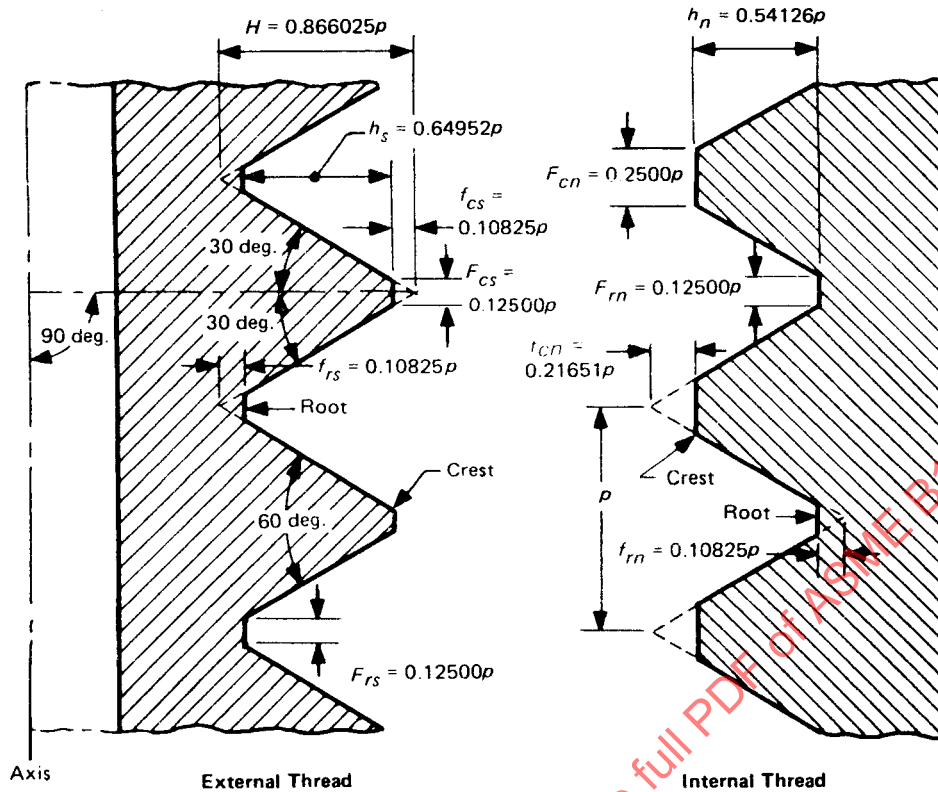 H = 0.866025p
h_n = 0.54126p
h_s = 0.64952p
F_cn = 0.2500p
f_cs =
0.10825p
30 deg.
F_cs =
0.12500p
F_rn = 0.12500p
30 deg.
90 deg.
f_cn =
0.21651p
f_rs = 0.10825p
Root
Crest
p
Crest
60 deg.
Root
f_rn = 0.10825p
F_rs = 0.12500p
Axis
External Thread
Internal Thread
full PDF of ASME